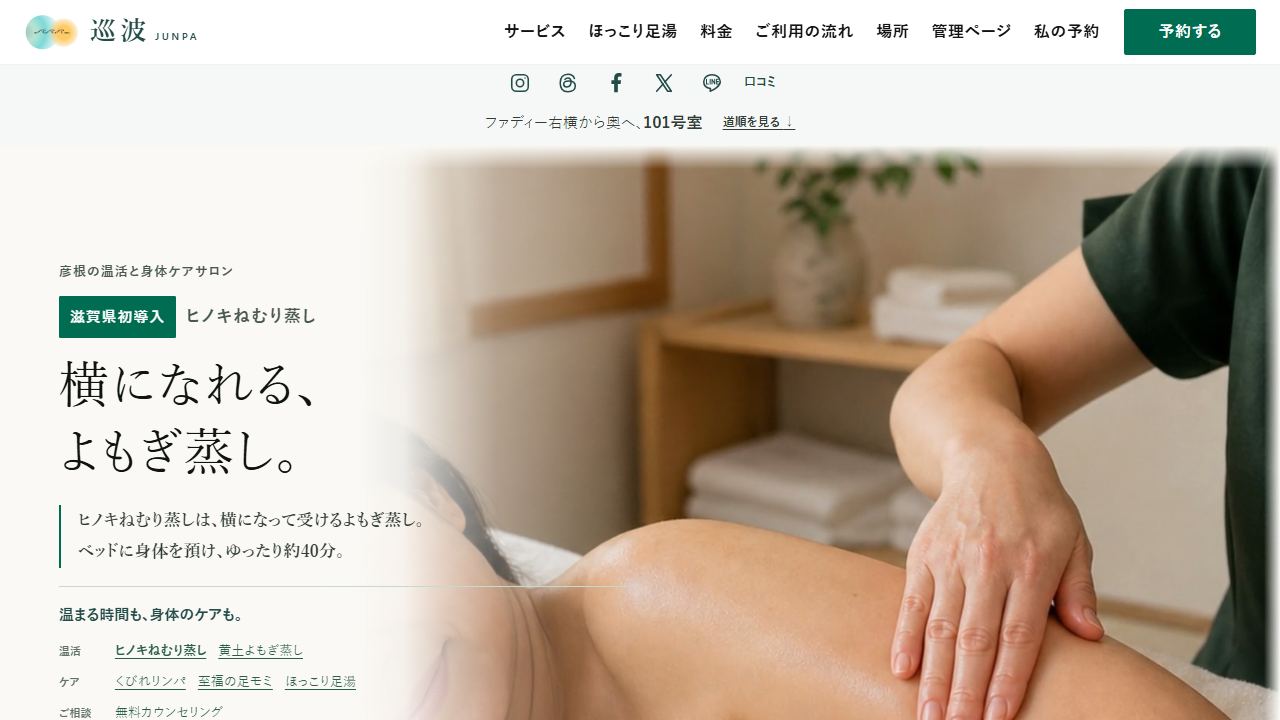 巡波 JUNPA
サービス ほっこり足湯 料金 ご利用の流れ 場所 管理ページ 私の予約 予約する
LINE 口コミ
ファディー右横から奥へ、101号室 道順を見る ↓
彦根の温活と身体ケアサロン
滋賀県初導入 ヒノキねむり蒸し
横になれる、
よもぎ蒸し。
ヒノキねむり蒸しは、横になって受けるよもぎ蒸し。
ベッドに身体を預け、ゆったり約40分。
温まる時間も、身体のケアも。
温活 ヒノキねむり蒸し 黄土よもぎ蒸し
ケア くびれリンパ 至福の足モミ ほっこり足湯
ご相談 無料カウンセリング